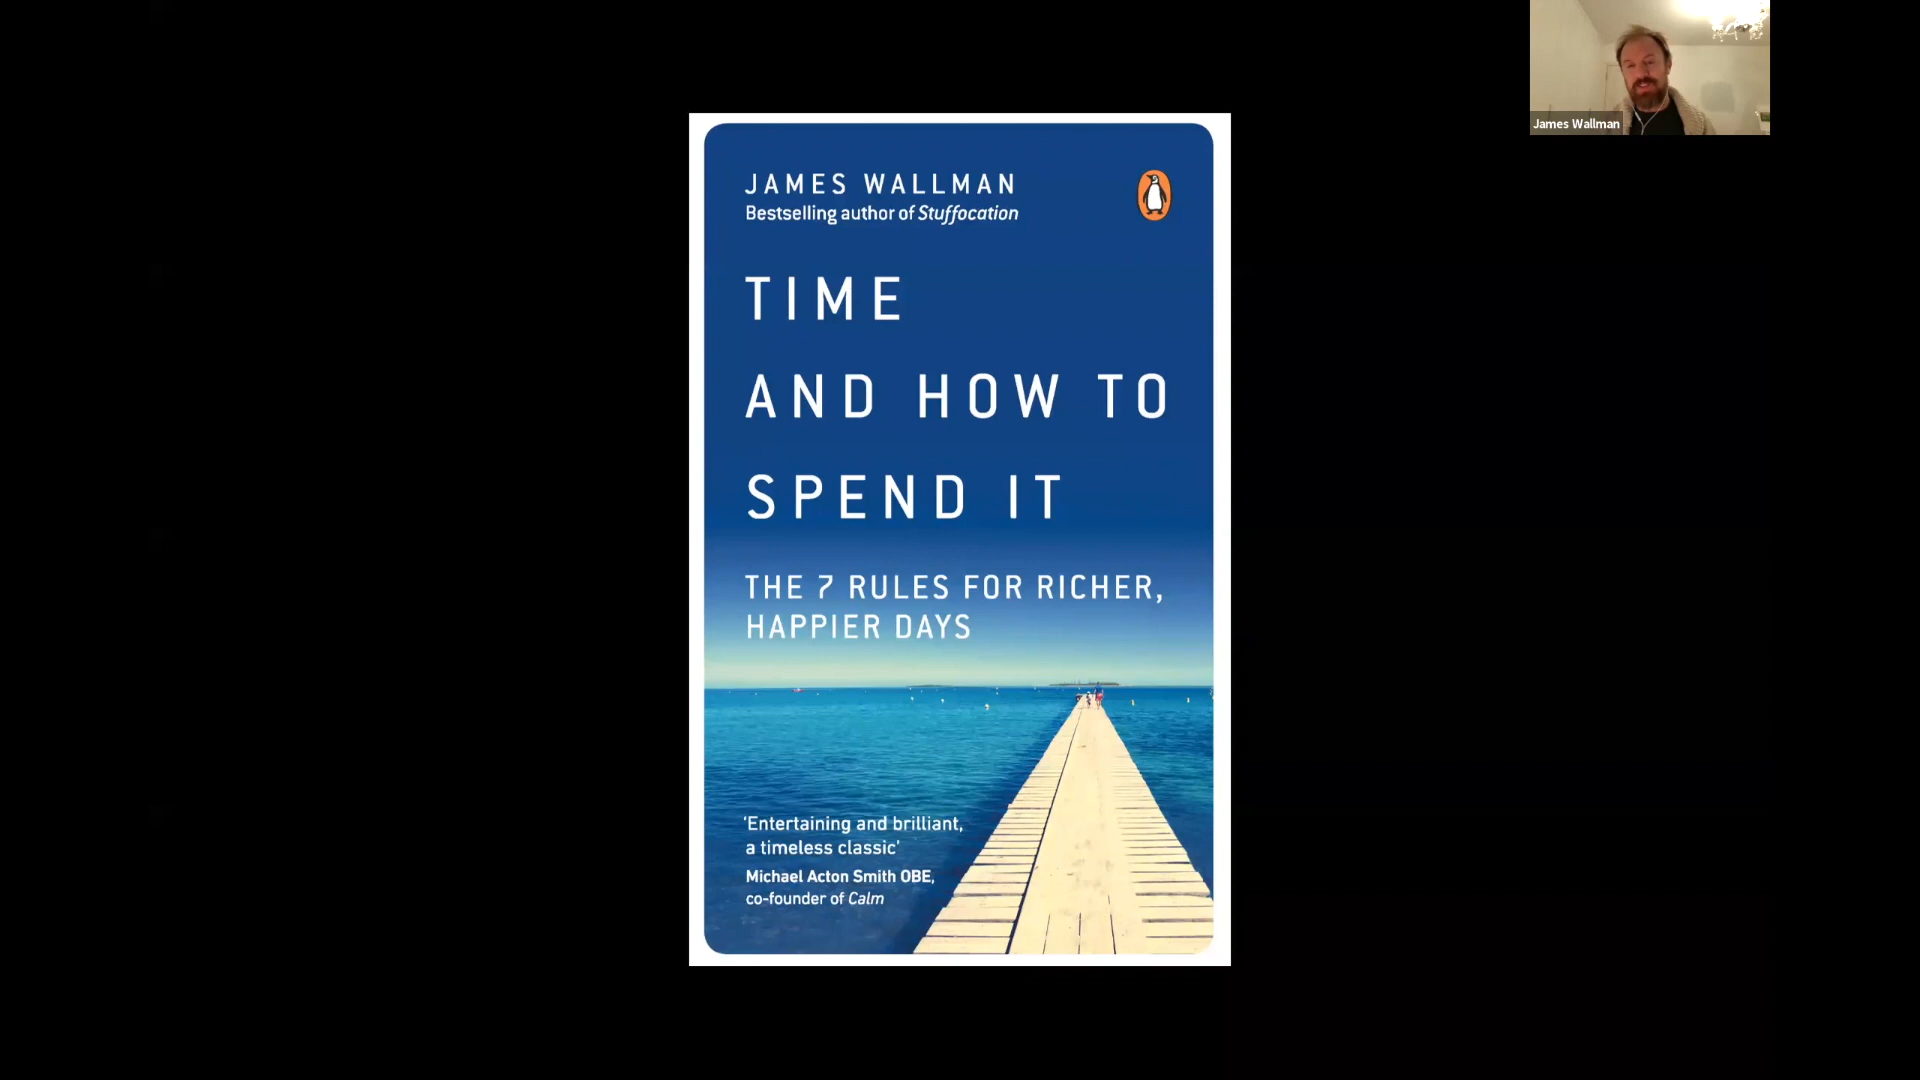 JAMES WALLMAN
Bestselling author of Stuffocation
TIME
AND HOW TO
SPEND IT
THE 7 RULES FOR RICHER,
HAPPIER DAYS
‘Entertaining and brilliant,
a timeless classic’
Michael Acton Smith OBE,
co-founder of Calm
James Wallman